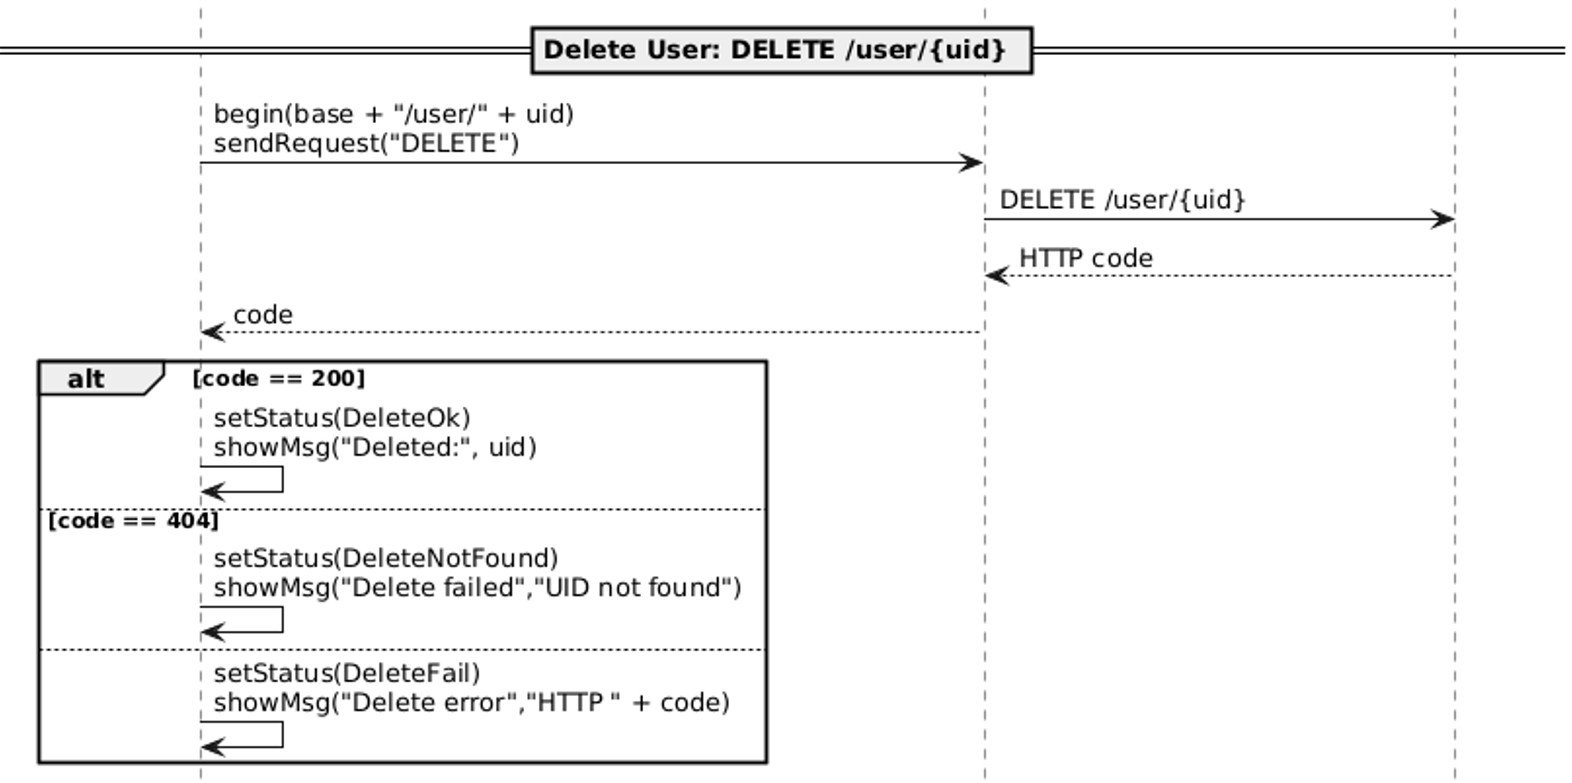 Delete User: DELETE /user/{uid}
begin(base + "/user/" + uid)
sendRequest("DELETE")
DELETE /user/{uid}
HTTP code
code
alt [code == 200]
setStatus(DeleteOk)
showMsg("Deleted:", uid)
[code == 404]
setStatus(DeleteNotFound)
showMsg("Delete failed","UID not found")
setStatus(DeleteFail)
showMsg("Delete error","HTTP " + code)